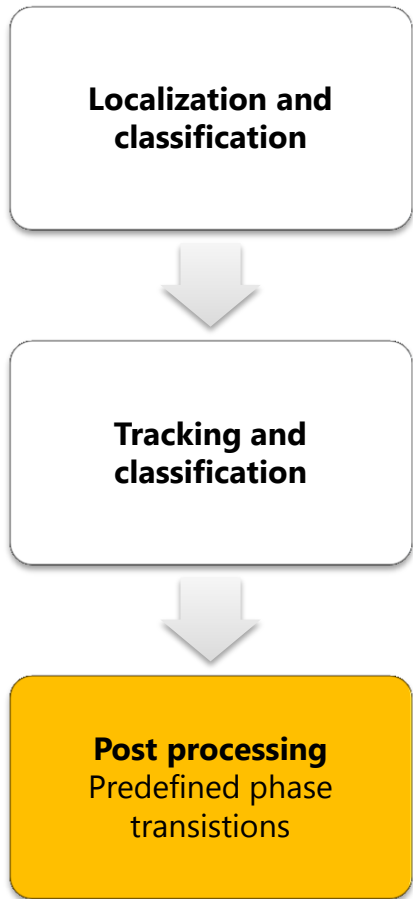 Localization and
classification
Tracking and
classification
Post processing
Predefined phase
transistions